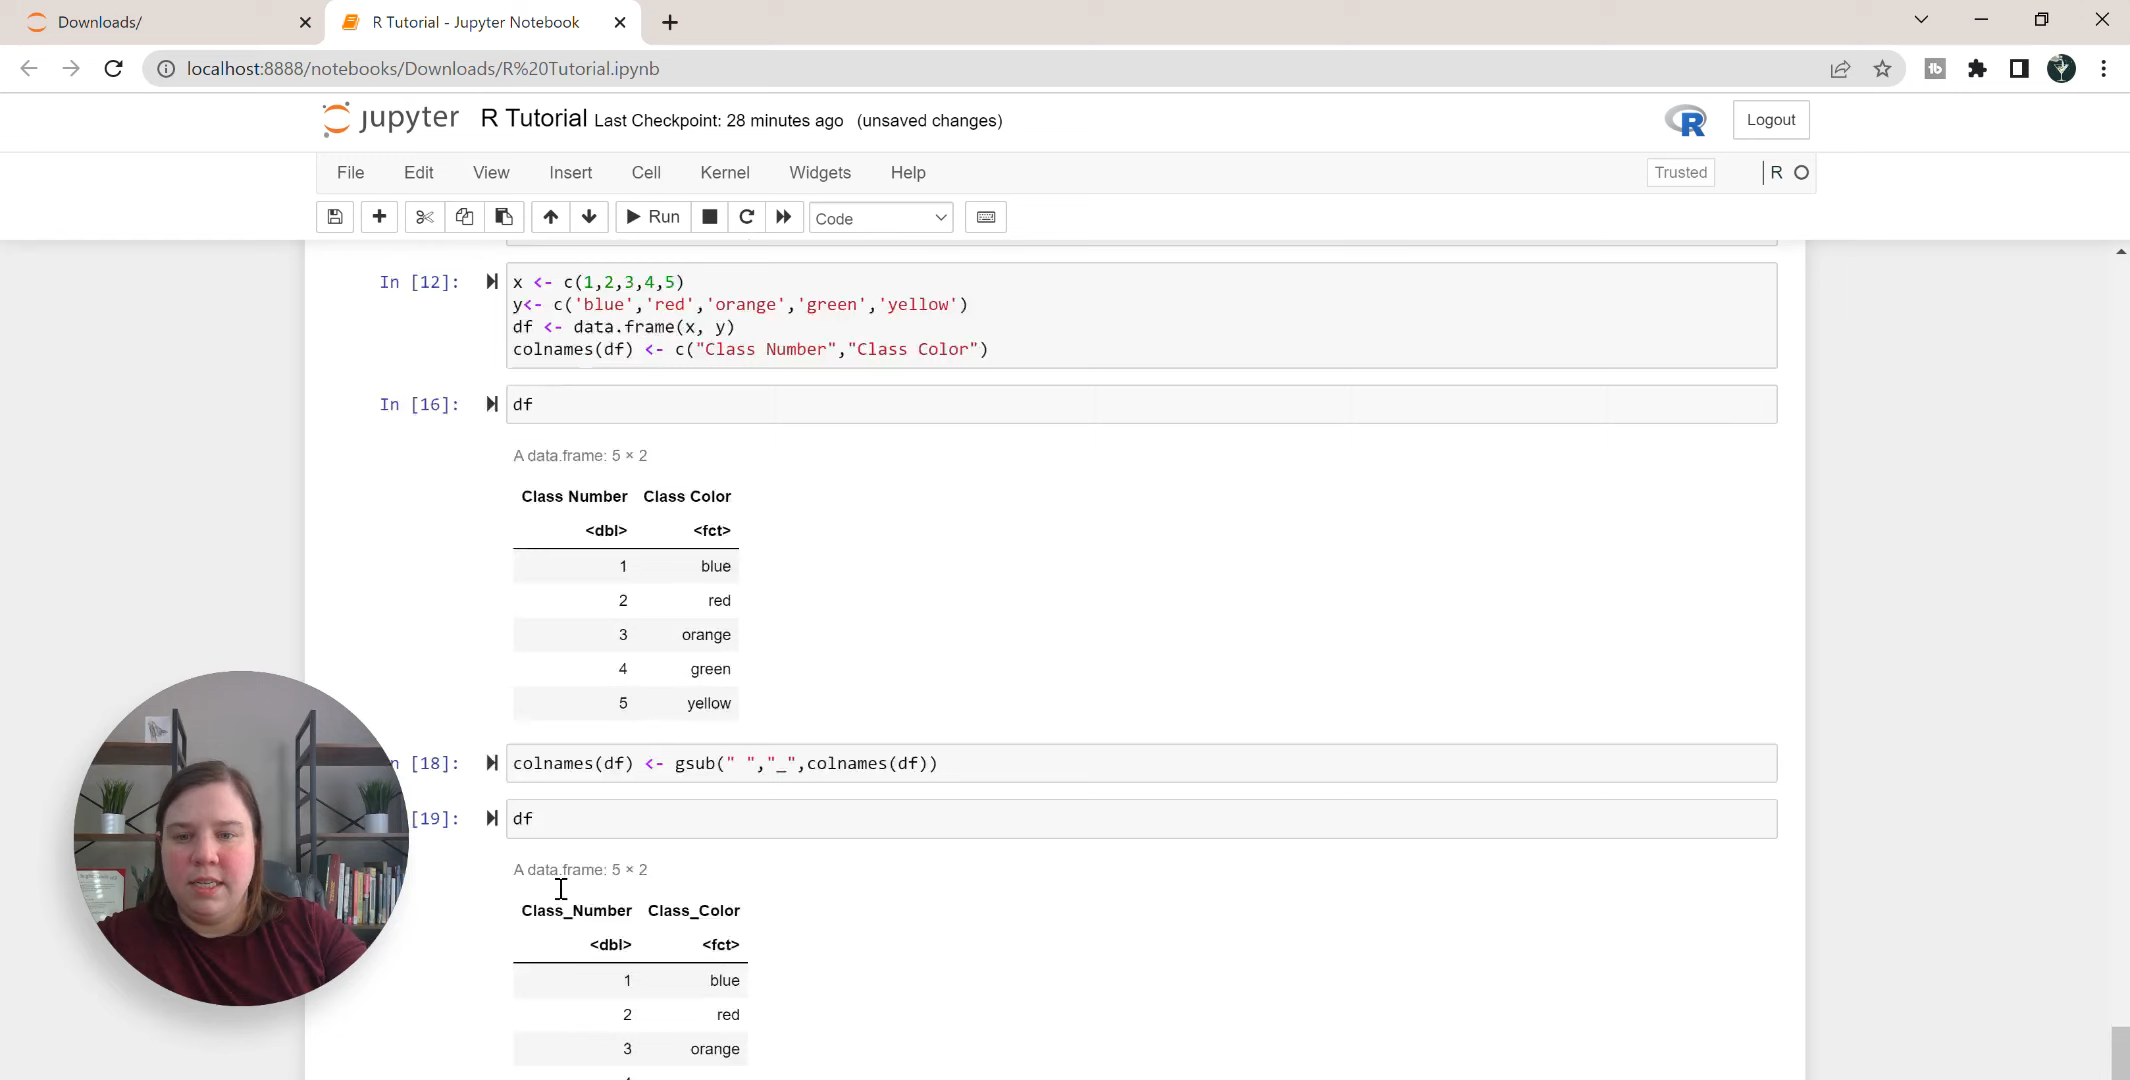 Downloads/
R Tutorial - Jupyter Notebook
localhost:8888/notebooks/Downloads/R%20Tutorial.ipynb
jupyter R Tutorial Last Checkpoint: 28 minutes ago (unsaved changes)
R
Logout
File Edit View Insert Cell Kernel Widgets Help
Trusted
R
Run
Code
In [12]:
x <- c(1,2,3,4,5)
y<- c('blue','red','orange','green','yellow')
df <- data.frame(x, y)
colnames(df) <- c("Class Number","Class Color")
In [16]:
df
A data.frame: 5 × 2
Class Number Class Color
<dbl> <fct>
1 blue
2 red
3 orange
4 green
5 yellow
n [18]:
colnames(df) <- gsub(" ","_",colnames(df))
[19]:
df
A data.frame: 5 × 2
Class_Number Class_Color
<dbl> <fct>
1 blue
2 red
3 orange